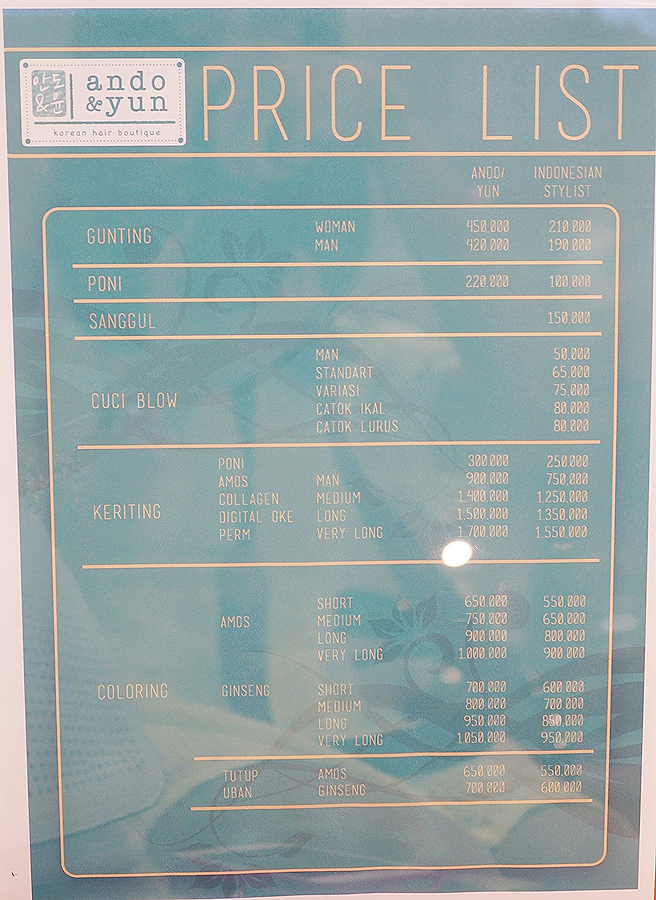 안도 ando
&윤 &yun
korean hair boutique
PRICE LIST
ANDO/ INDONESIAN
YUN STYLIST
GUNTING WOMAN 450.000 210.000
MAN 420.000 190.000
PONI 220.000 100.000
SANGGUL 150.000
CUCI BLOW MAN 50.000
STANDART 65.000
VARIASI 75.000
CATOK IKAL 80.000
CATOK LURUS 80.000
KERITING PONI 300.000 250.000
AMOS MAN 900.000 750.000
COLLAGEN MEDIUM 1.400.000 1.250.000
DIGITAL OKE LONG 1.500.000 1.350.000
PERM VERY LONG 1.700.000 1.550.000
COLORING AMOS SHORT 650.000 550.000
MEDIUM 750.000 650.000
LONG 900.000 800.000
VERY LONG 1.000.000 900.000
GINSENG SHORT 700.000 600.000
MEDIUM 800.000 700.000
LONG 950.000 850.000
VERY LONG 1.050.000 950.000
TUTUP AMOS 650.000 550.000
UBAN GINSENG 700.000 600.000